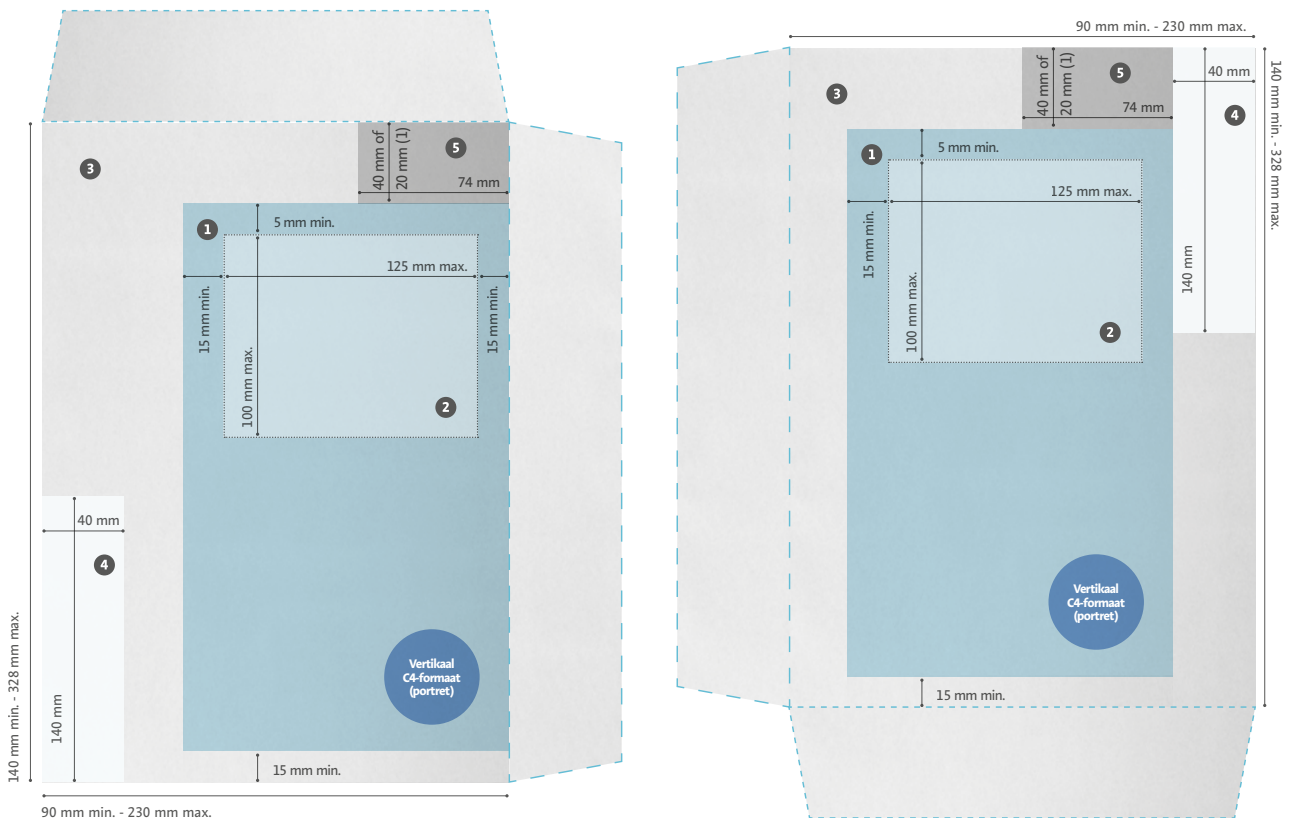 3
40 mm of
20 mm (1)
5
74 mm
1
5 mm min.
125 mm max.
15 mm min.
15 mm min.
100 mm max.
2
40 mm
4
140 mm
Vertikaal
C4-formaat
(portret)
15 mm min.
140 mm min. - 328 mm max.
90 mm min. - 230 mm max.
90 mm min. - 230 mm max.
3
40 mm of
20 mm (1)
5
74 mm
40 mm
4
140 mm
140 mm min. - 328 mm max.
1
5 mm min.
125 mm max.
15 mm min.
100 mm max.
2
Vertikaal
C4-formaat
(portret)
15 mm min.